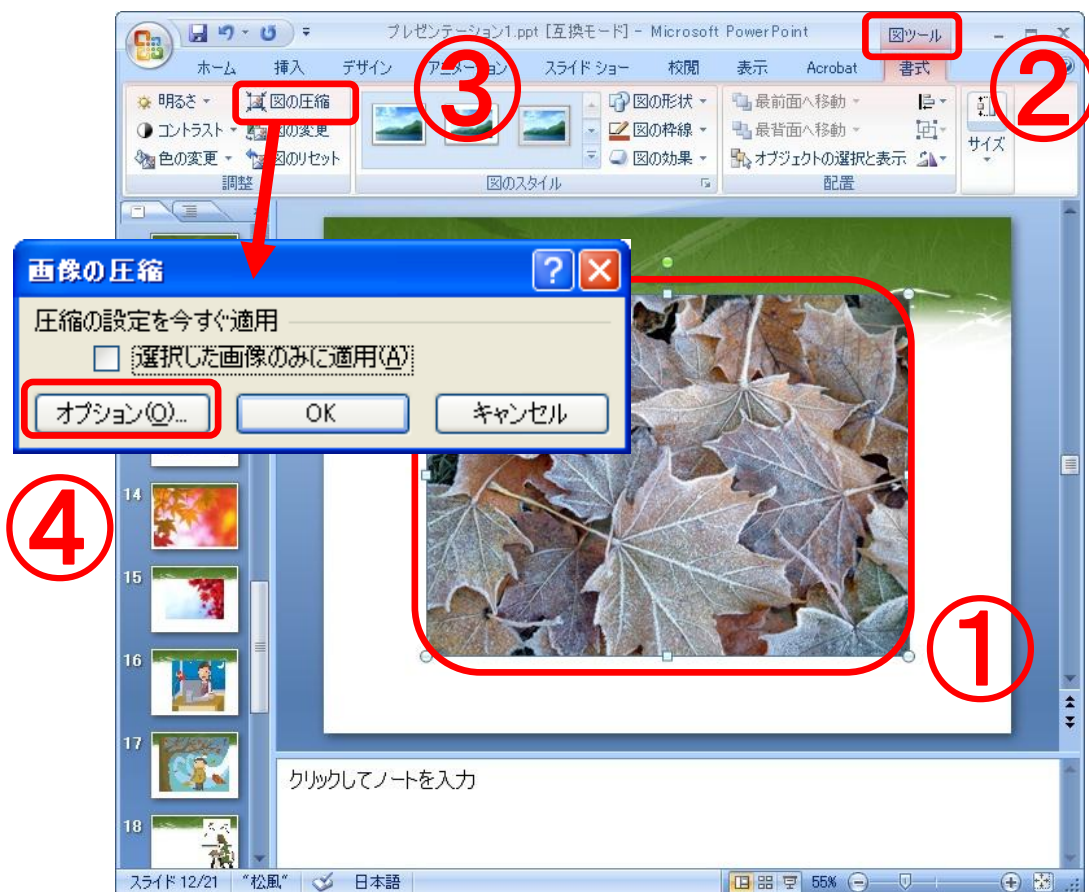 プレゼンテーション1.ppt [互換モード] - Microsoft PowerPoint
図ツール
ホーム 挿入 デザイン アニメーション スライド ショー 校閲 表示 Acrobat 書式
③
②
明るさ 図の圧縮
コントラスト 図の変更
色の変更 図のリセット
調整
図の形状
図の枠線
図の効果
図のスタイル
最前面へ移動
最背面へ移動
オブジェクトの選択と表示
配置
サイズ
画像の圧縮
圧縮の設定を今すぐ適用
選択した画像のみに適用(A)
オプション(O)... OK キャンセル
④
①
14
15
16
17
18
クリックしてノートを入力
スライド 12/21 "松風" 日本語 55%